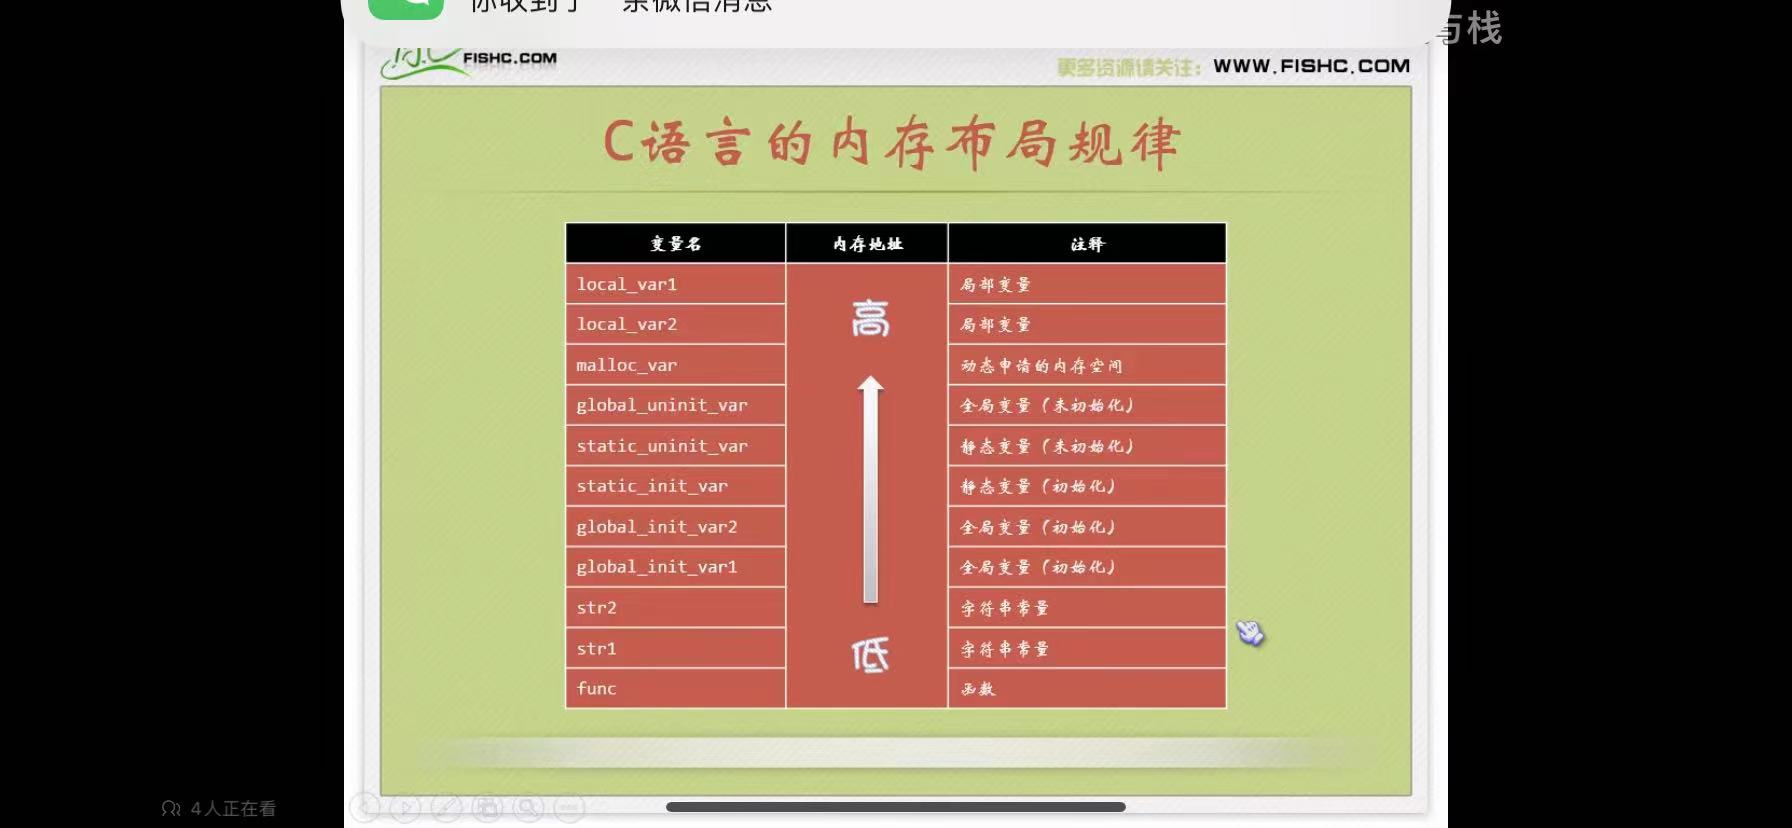 你收到了一条微信消息
与栈
FISHC.COM
更多资源请关注：WWW.FISHC.COM
C语言的内存布局规律
变量名 内存地址 注释
local_var1 局部变量
高
local_var2 局部变量
malloc_var 动态申请的内存空间
global_uninit_var 全局变量（未初始化）
static_uninit_var 静态变量（未初始化）
static_init_var 静态变量（初始化）
global_init_var2 全局变量（初始化）
global_init_var1 全局变量（初始化）
str2 字符串常量
低
str1 字符串常量
func 函数
4人正在看